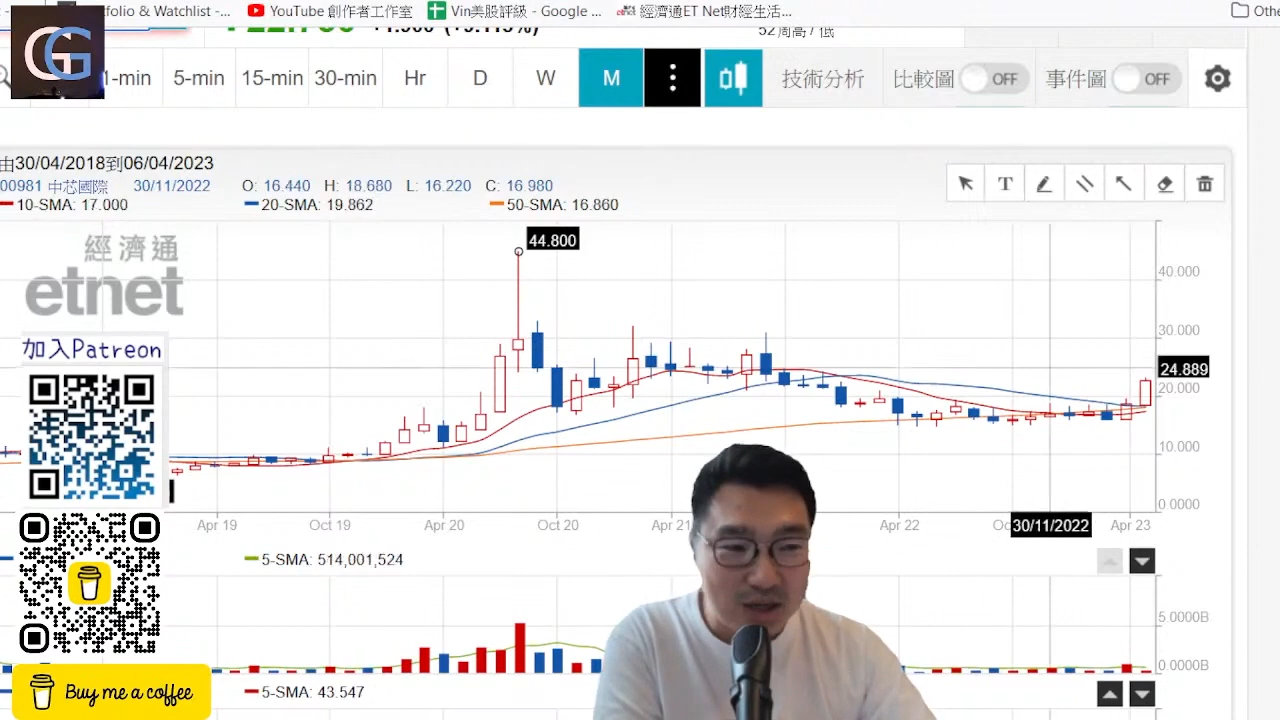 folio & Watchlist -...
YouTube 創作者工作室
Vin美股評級 - Google ...
etnet 經濟通ET Net財經生活...
Othe
GG
52周高 / 低
1-min 5-min 15-min 30-min Hr D W M 技術分析 比較圖 OFF 事件圖 OFF
由30/04/2018到06/04/2023
00981 中芯國際 30/11/2022 O: 16.440 H: 18.680 L: 16.220 C: 16.980
10-SMA: 17.000 20-SMA: 19.862 50-SMA: 16.860
T
經濟通
etnet
44.800
40.000
30.000
24.889
20.000
10.000
0.0000
加入Patreon
Apr 19 Oct 19 Apr 20 Oct 20 Apr 21 Apr 22 30/11/2022 Apr 23
5-SMA: 514,001,524
5.0000B
0.0000B
5-SMA: 43.547
Buy me a coffee